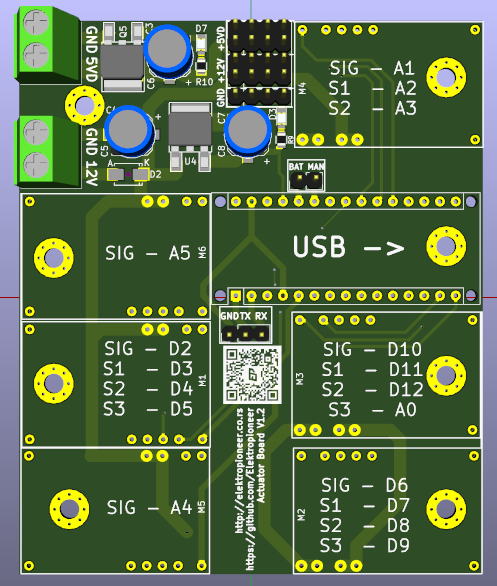 GND 5VD
Q5
C3
D7
C6
R10
+5VD
+12V
GND
M4
SIG - A1
S1 - A2
S2 - A3
GND 12V
C4
C5
A K
D2
U4
C7
C8
D3
R9
BAT MAN
SIG - A5
M6
USB ->
GND TX RX
SIG - D2
S1 - D3
S2 - D4
S3 - D5
M1
M3
SIG - D10
S1 - D11
S2 - D12
S3 - A0
http://elektropioneer.co.rs
https://github.com/Elektropioneer
Actuator Board V1.2
SIG - A4
M5
M2
SIG - D6
S1 - D7
S2 - D8
S3 - D9